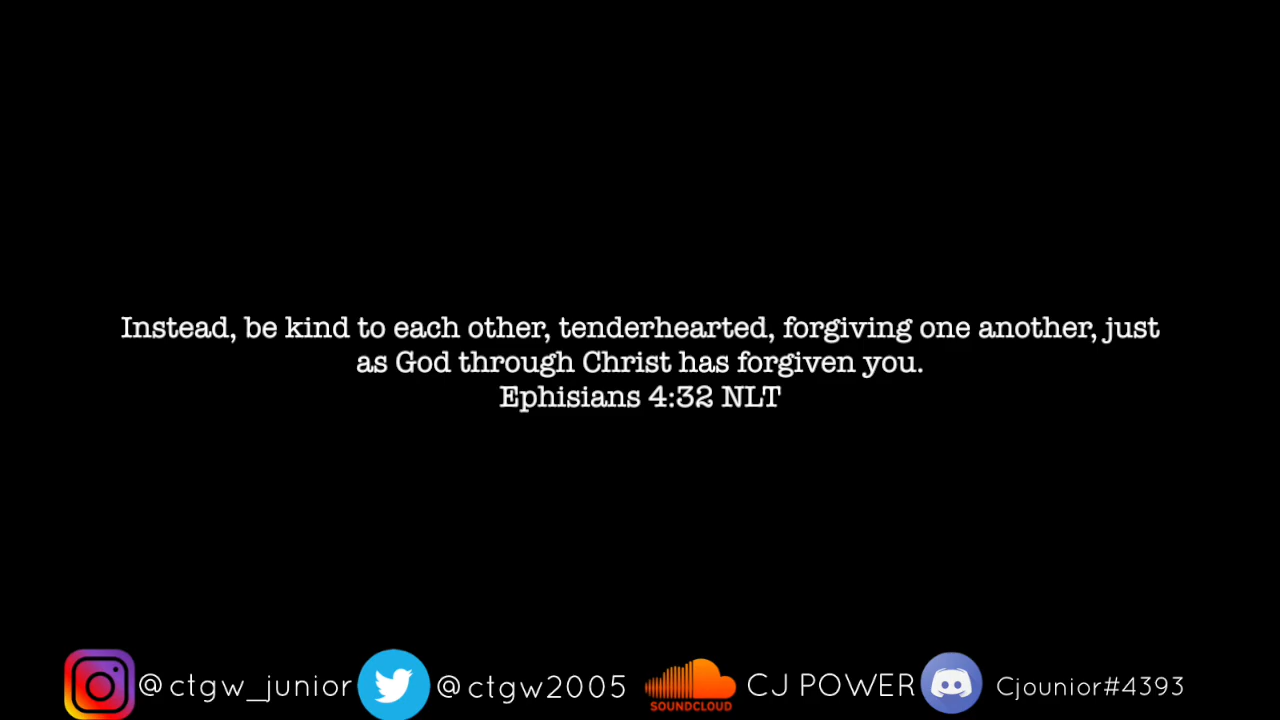 Instead, be kind to each other, tenderhearted, forgiving one another, just
as God through Christ has forgiven you.
Ephisians 4:32 NLT
@ctgw_junior @ctgw2005 SOUNDCLOUD CJ POWER Cjounior#4393